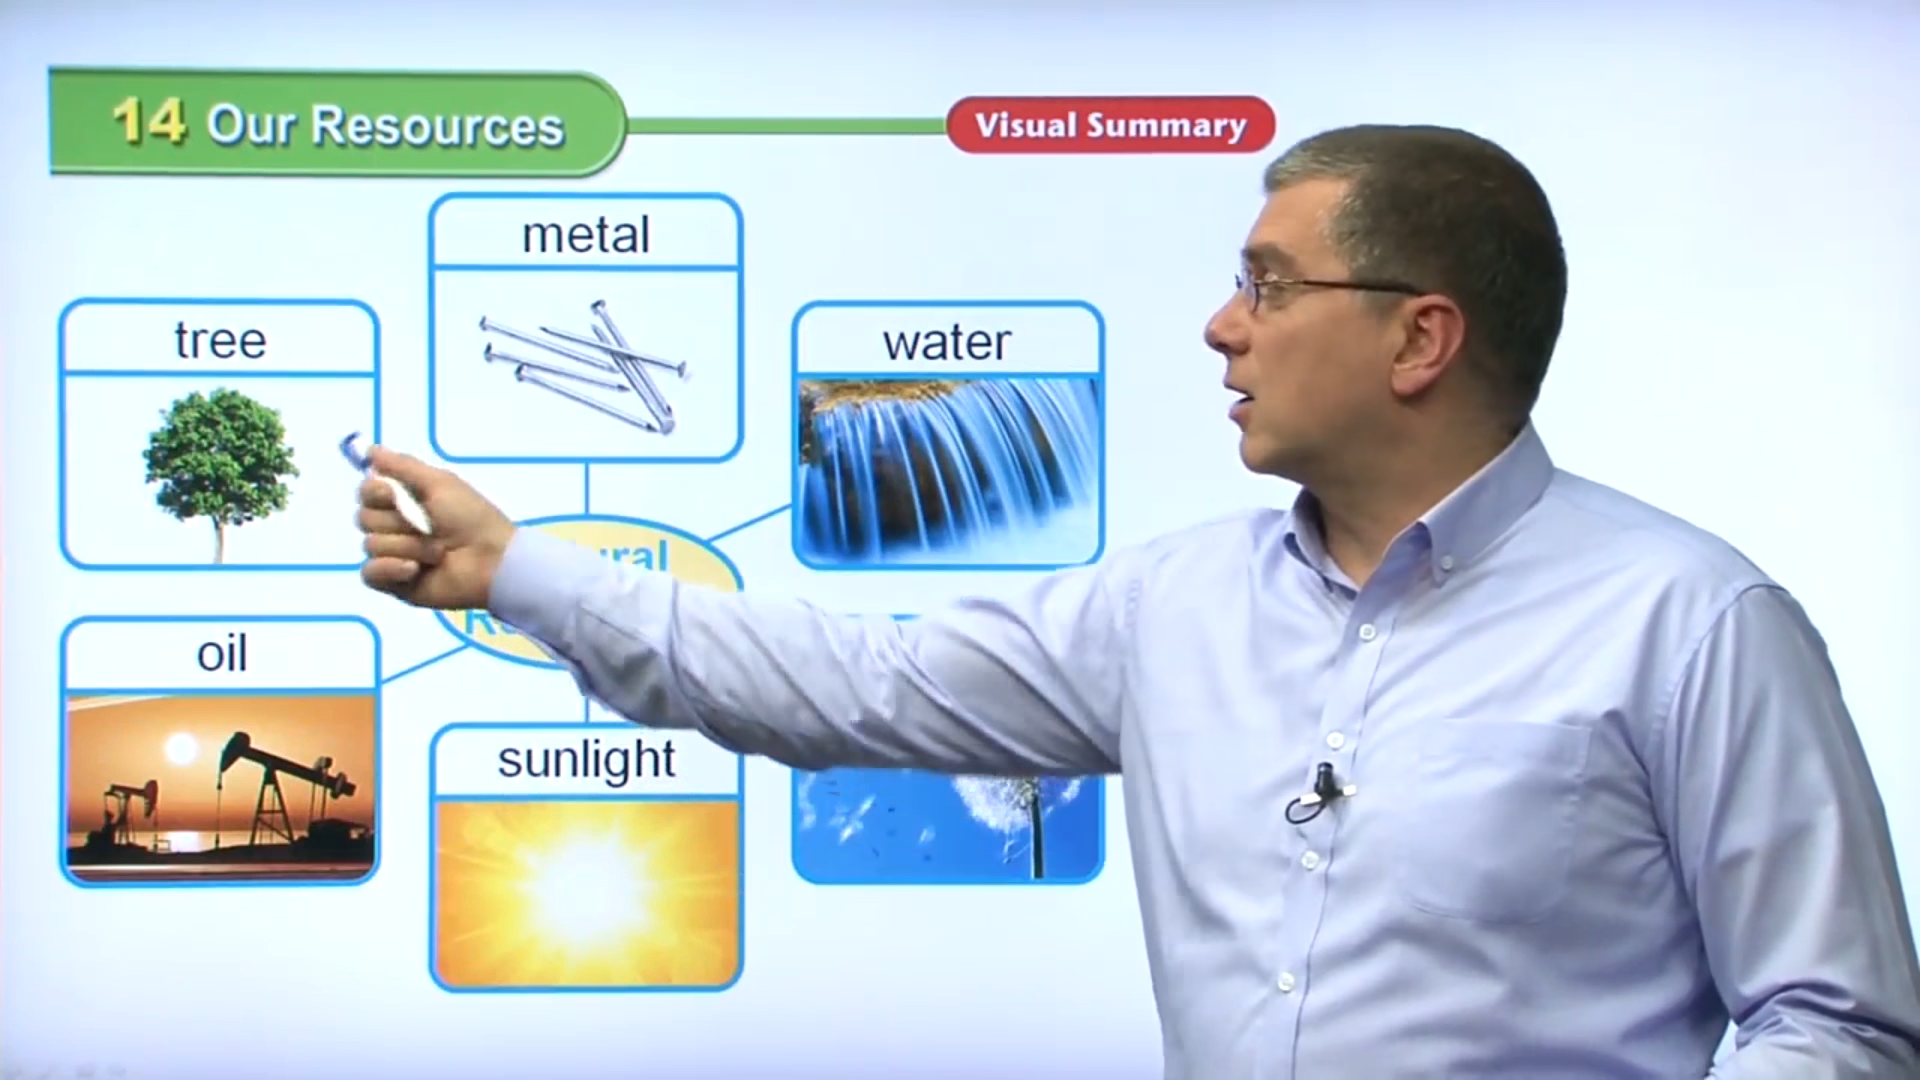 14 Our Resources
Visual Summary
metal
tree
water
oil
sunlight